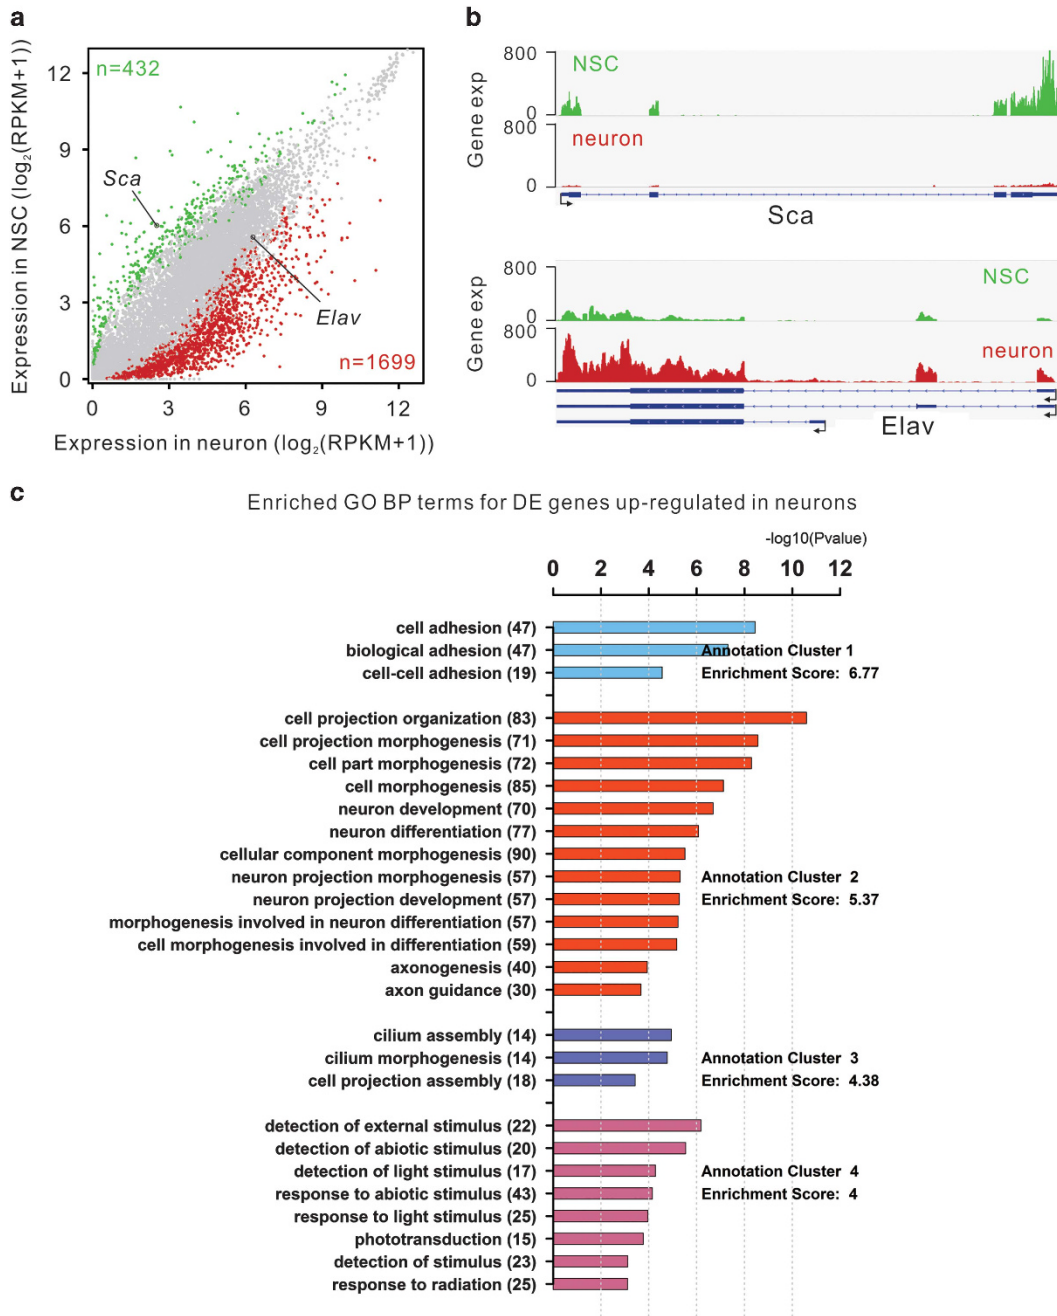 a
Expression in NSC (log2(RPKM+1))
12
9
6
3
0
n=432
Sca
Elav
n=1699
0 3 6 9 12
Expression in neuron (log2(RPKM+1))
b
Gene exp
800
0
NSC
800
0
neuron
Sca
Gene exp
800
0
NSC
800
0
neuron
Elav
c
Enriched GO BP terms for DE genes up-regulated in neurons
-log10(Pvalue)
0 2 4 6 8 10 12
cell adhesion (47)
biological adhesion (47) Annotation Cluster 1
cell-cell adhesion (19) Enrichment Score: 6.77
cell projection organization (83)
cell projection morphogenesis (71)
cell part morphogenesis (72)
cell morphogenesis (85)
neuron development (70)
neuron differentiation (77)
cellular component morphogenesis (90)
neuron projection morphogenesis (57) Annotation Cluster 2
neuron projection development (57) Enrichment Score: 5.37
morphogenesis involved in neuron differentiation (57)
cell morphogenesis involved in differentiation (59)
axonogenesis (40)
axon guidance (30)
cilium assembly (14)
cilium morphogenesis (14) Annotation Cluster 3
cell projection assembly (18) Enrichment Score: 4.38
detection of external stimulus (22)
detection of abiotic stimulus (20)
detection of light stimulus (17) Annotation Cluster 4
response to abiotic stimulus (43) Enrichment Score: 4
response to light stimulus (25)
phototransduction (15)
detection of stimulus (23)
response to radiation (25)